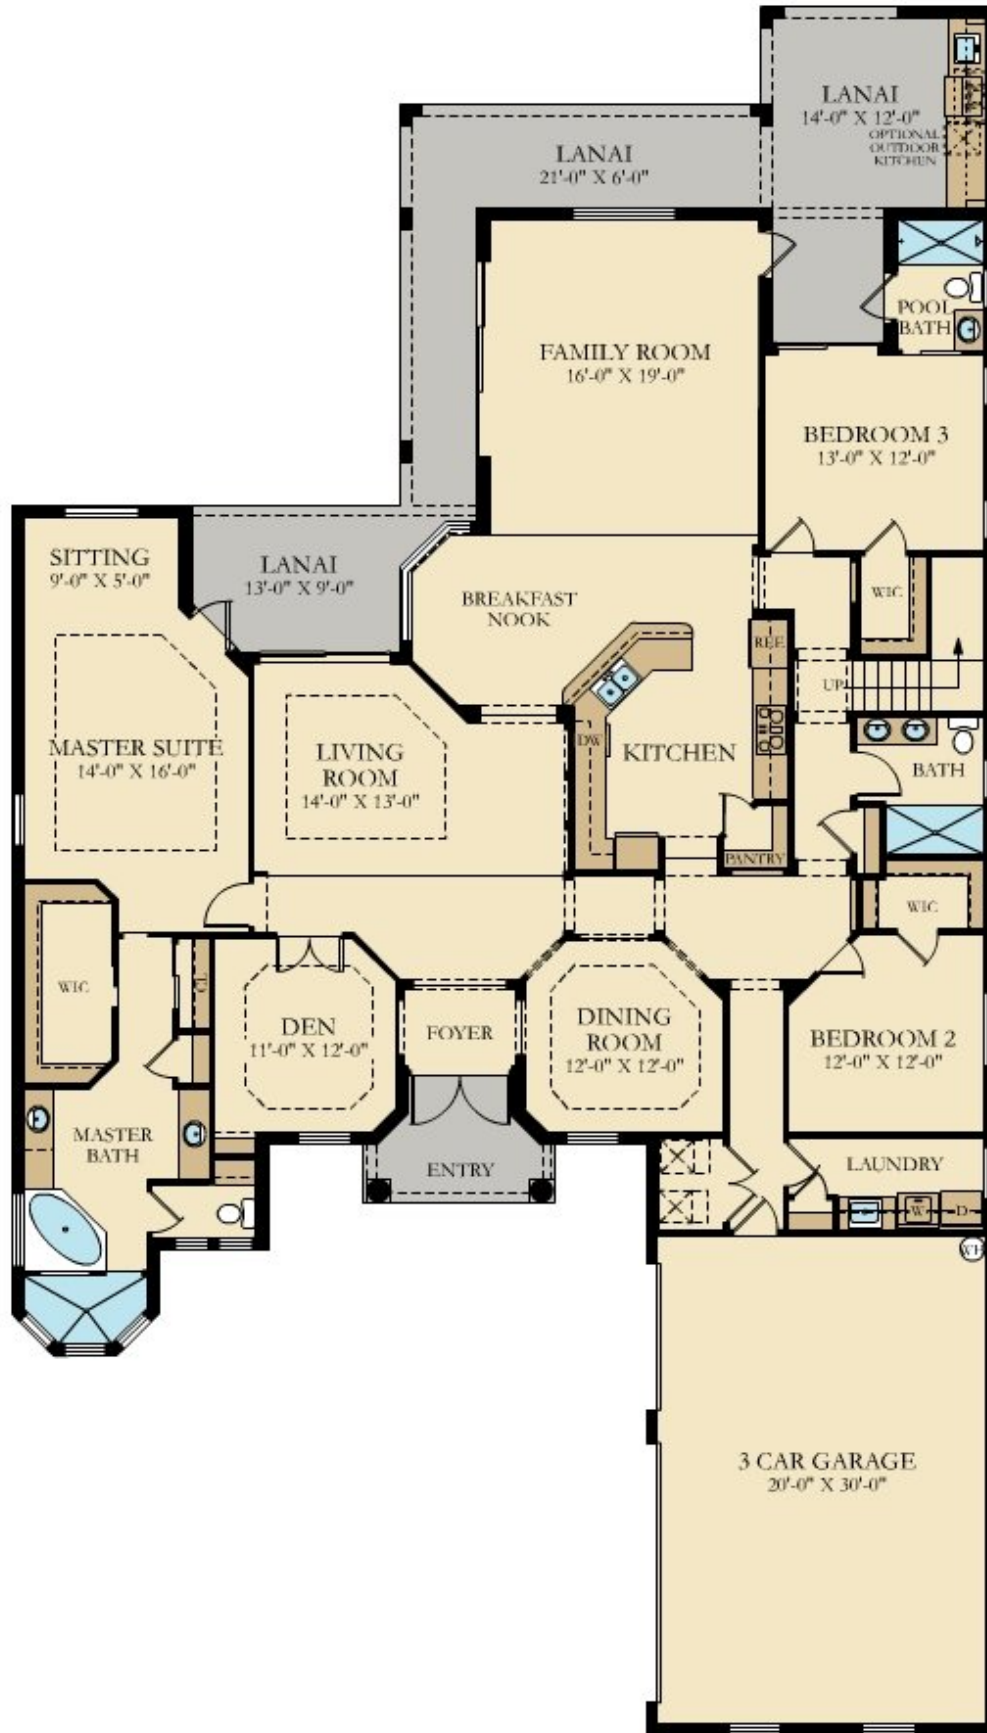 LANAI
14'-0" X 12'-0"
OPTIONAL
OUTDOOR
KITCHEN
LANAI
21'-0" X 6'-0"
POOL
BATH
FAMILY ROOM
16'-0" X 19'-0"
BEDROOM 3
13'-0" X 12'-0"
SITTING
9'-0" X 5'-0"
LANAI
13'-0" X 9'-0"
BREAKFAST
NOOK
WIC
REF.
UP
MASTER SUITE
14'-0" X 16'-0"
LIVING
ROOM
14'-0" X 13'-0"
DW
KITCHEN
BATH
PANTRY
WIC
WIC
CL
DEN
11'-0" X 12'-0"
FOYER
DINING
ROOM
12'-0" X 12'-0"
BEDROOM 2
12'-0" X 12'-0"
MASTER
BATH
ENTRY
LAUNDRY
W
D
WH
3 CAR GARAGE
20'-0" X 30'-0"